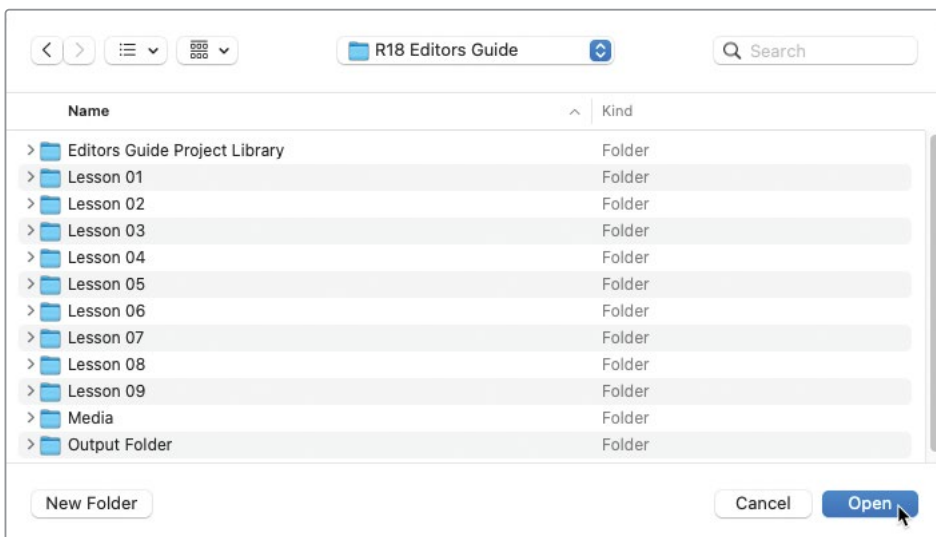 R18 Editors Guide
Search
Name Kind
Editors Guide Project Library Folder
Lesson 01 Folder
Lesson 02 Folder
Lesson 03 Folder
Lesson 04 Folder
Lesson 05 Folder
Lesson 06 Folder
Lesson 07 Folder
Lesson 08 Folder
Lesson 09 Folder
Media Folder
Output Folder Folder
New Folder Cancel Open